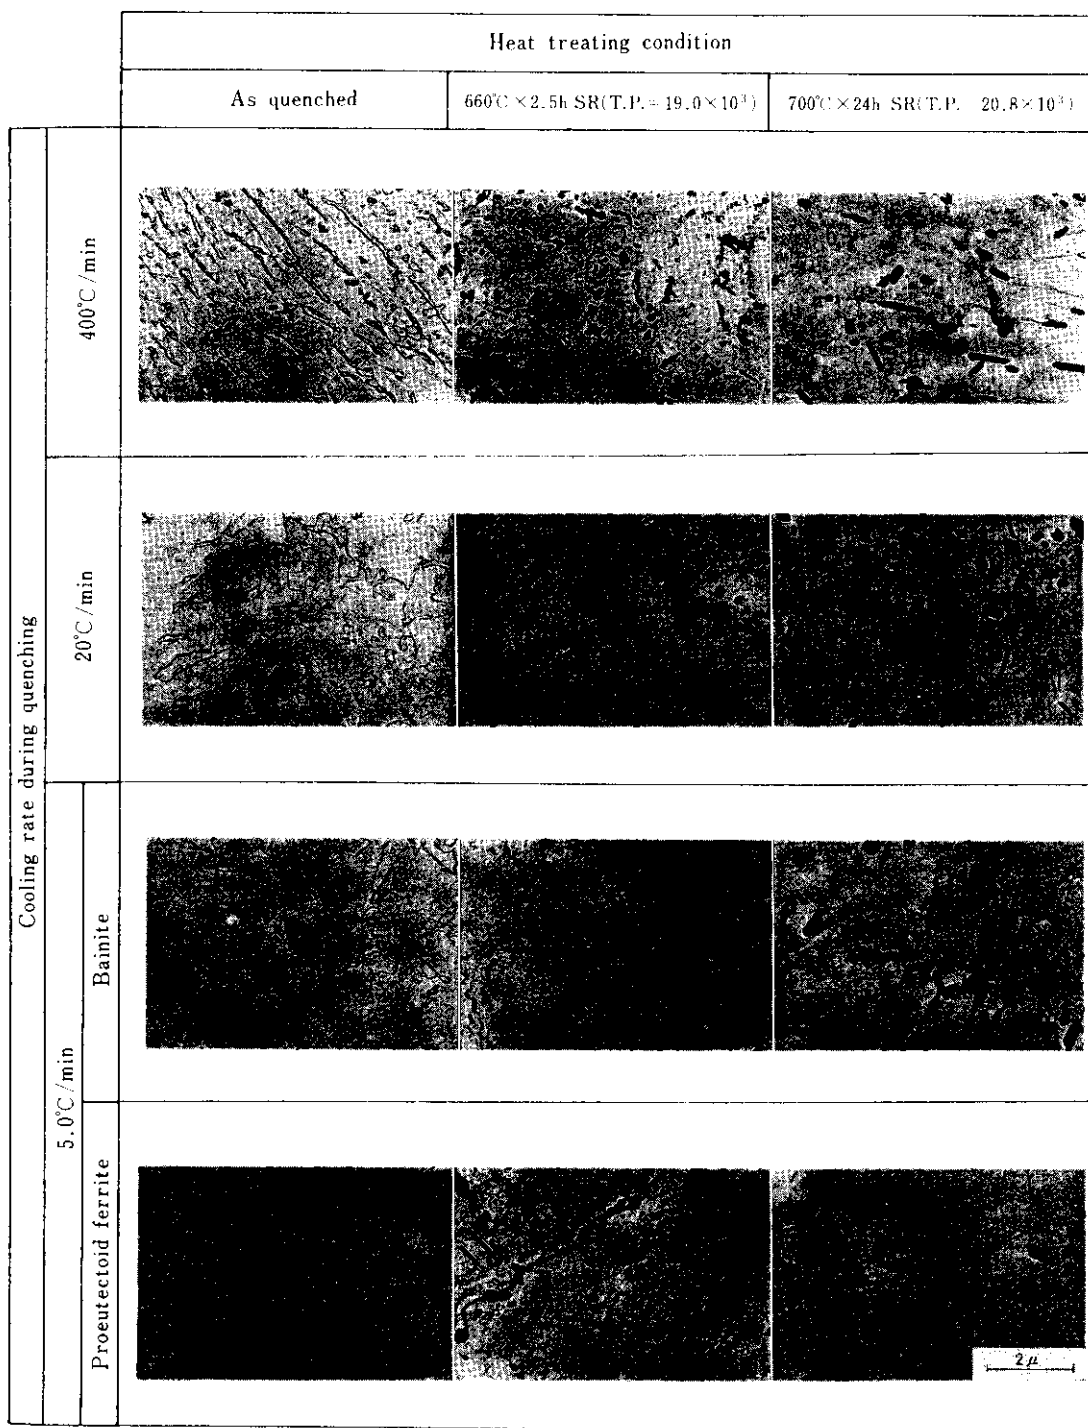 Heat treating condition
As quenched
660℃×2.5h SR(T.P.=19.0×10³)
700℃×24h SR(T.P. 20.8×10³)
Cooling rate during quenching
400℃/min
20℃/min
5.0℃/min
Bainite
Proeutectoid ferrite
2μ